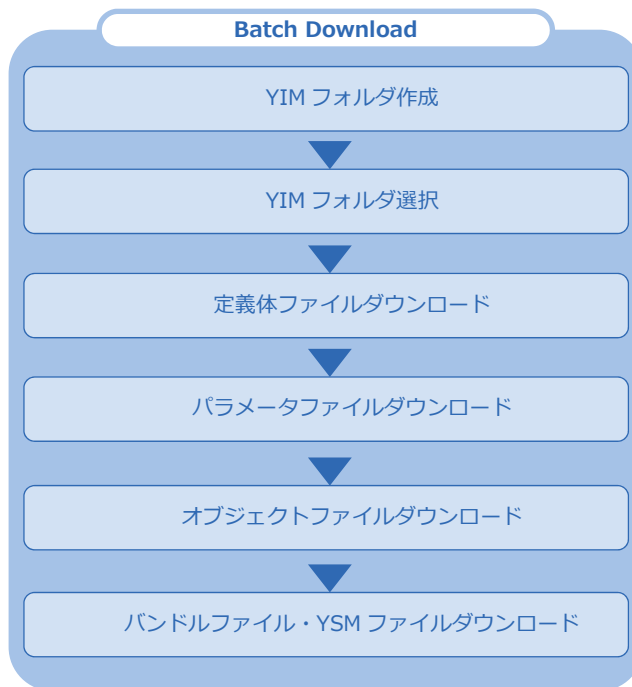 Batch Download
YIM フォルダ作成
YIM フォルダ選択
定義体ファイルダウンロード
パラメータファイルダウンロード
オブジェクトファイルダウンロード
バンドルファイル・YSM ファイルダウンロード